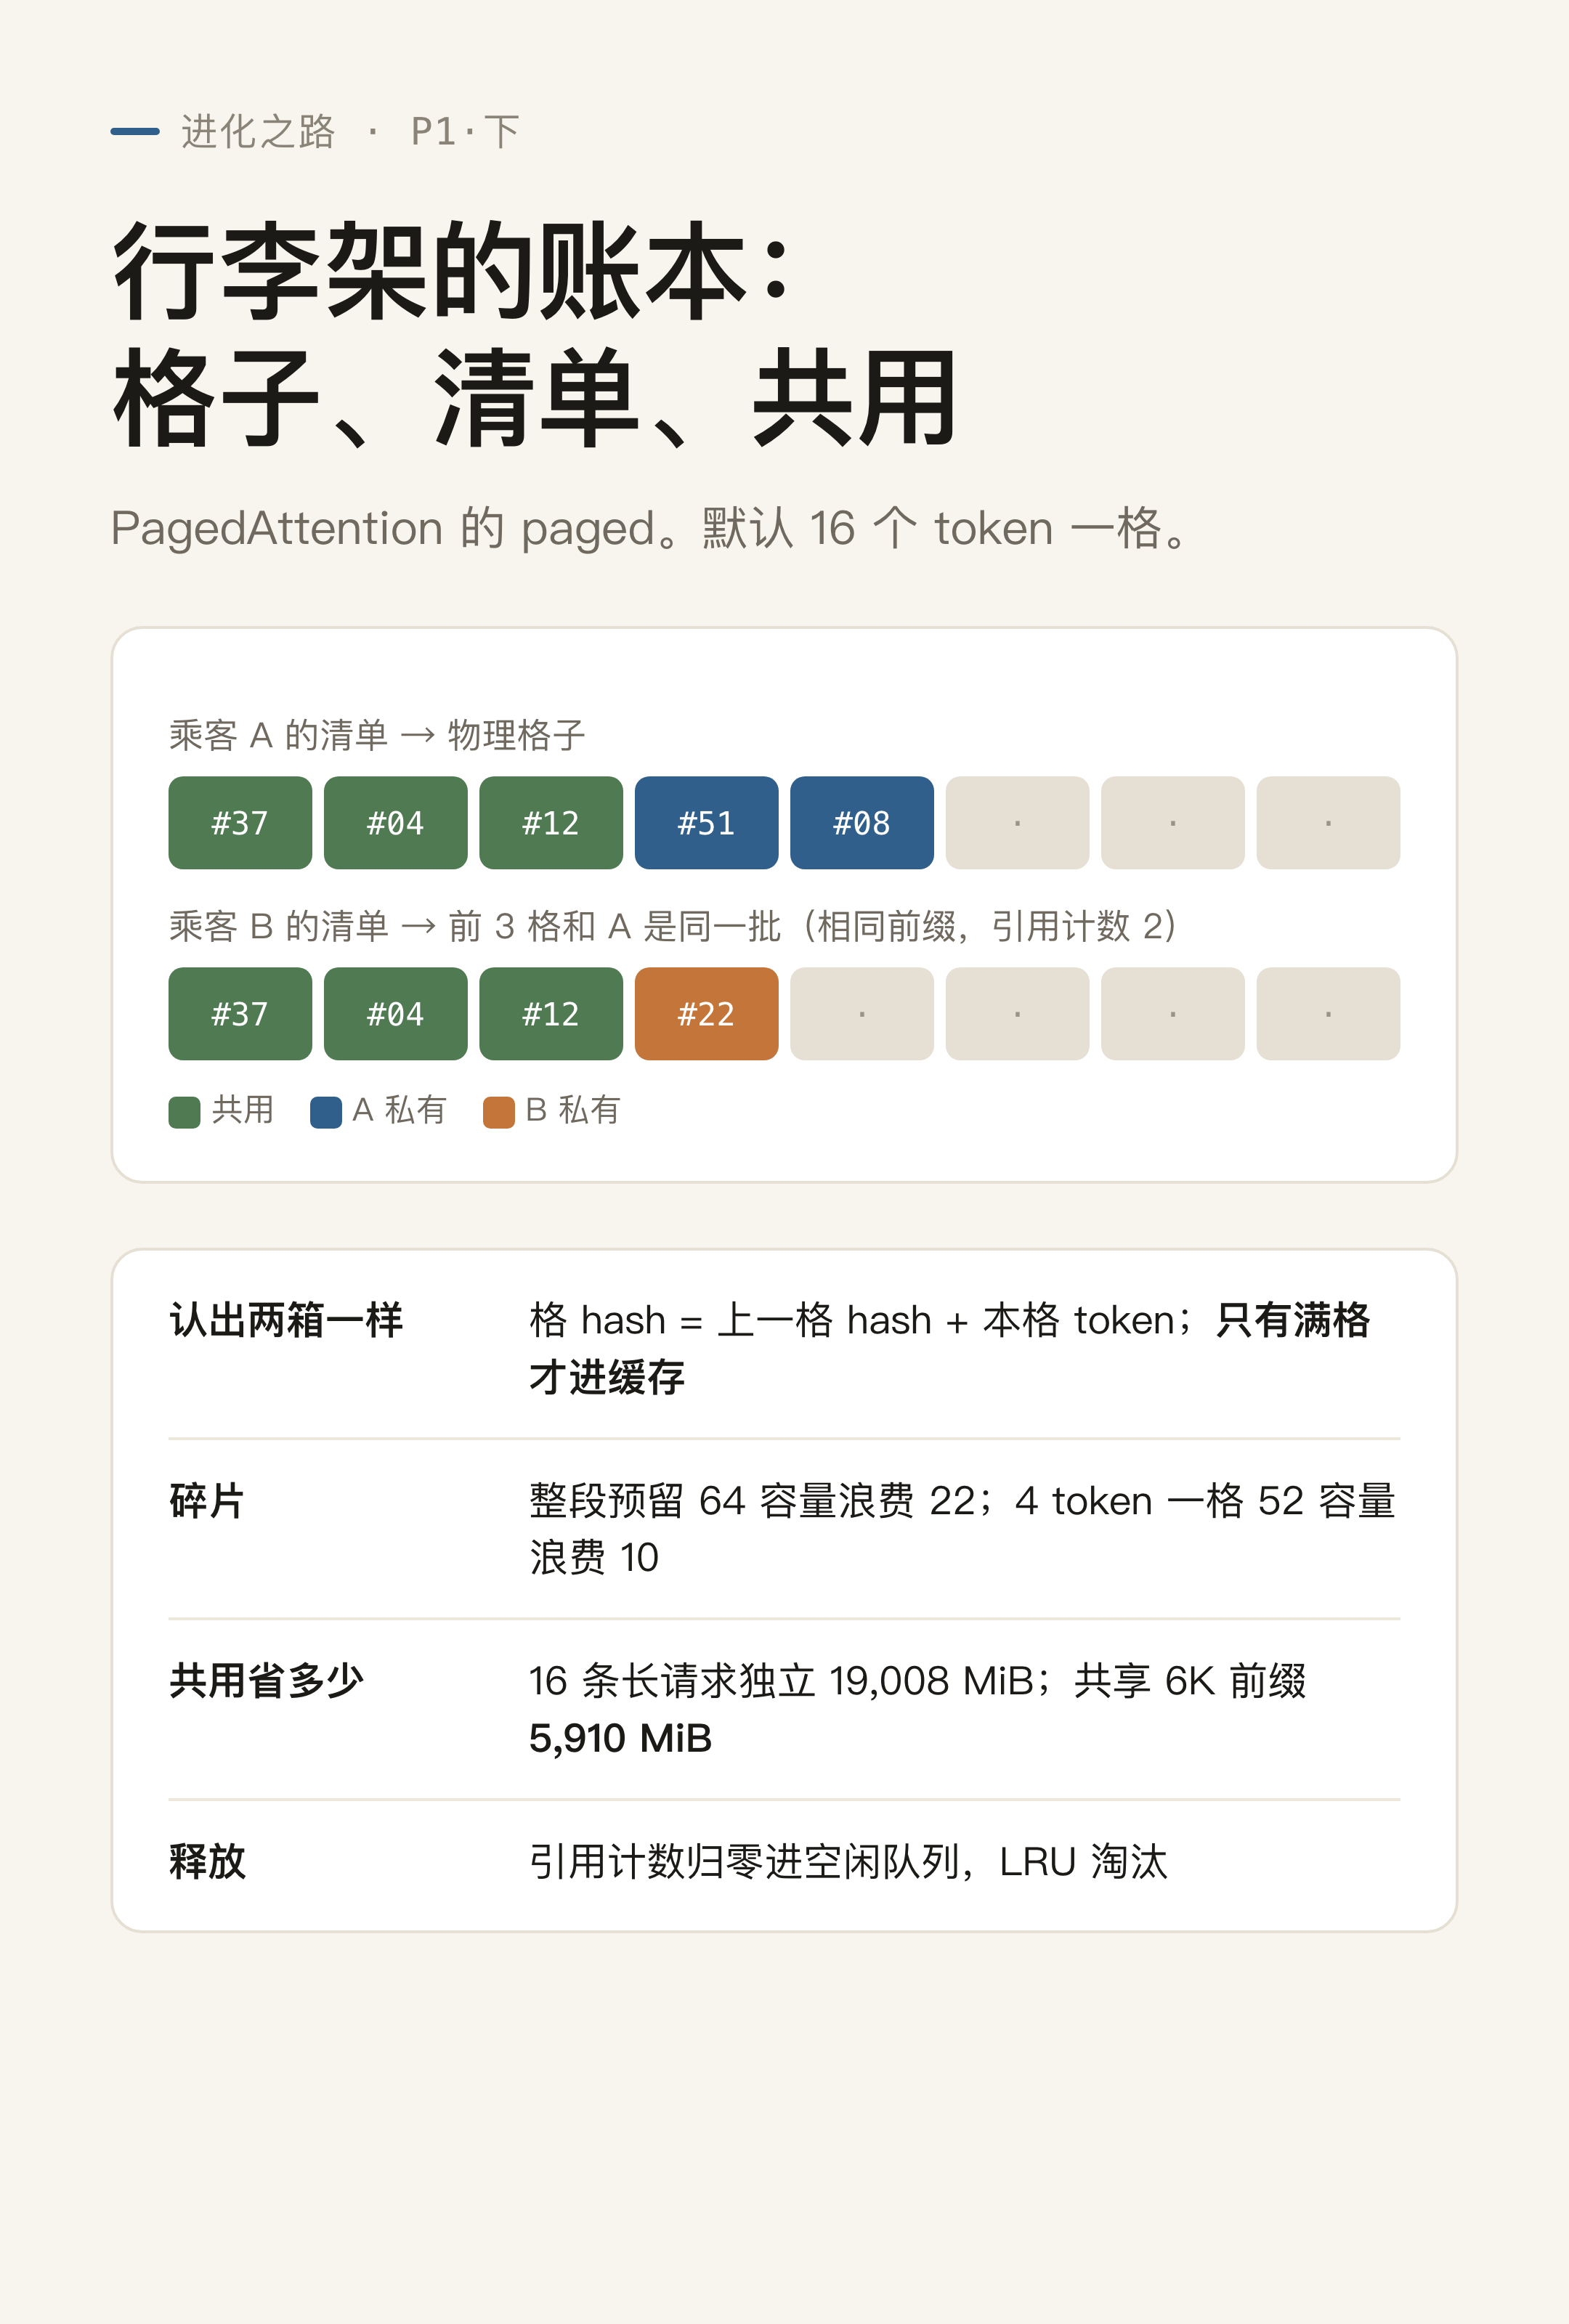 进化之路 · P1·下
行李架的账本：
格子、清单、共用
PagedAttention 的 paged。默认 16 个 token 一格。
乘客 A 的清单 → 物理格子
#37 #04 #12 #51 #08 · · ·
乘客 B 的清单 → 前 3 格和 A 是同一批（相同前缀，引用计数 2）
#37 #04 #12 #22 · · · ·
共用 A 私有 B 私有
认出两箱一样 格 hash = 上一格 hash + 本格 token；只有满格
才进缓存
碎片 整段预留 64 容量浪费 22；4 token 一格 52 容量
浪费 10
共用省多少 16 条长请求独立 19,008 MiB；共享 6K 前缀
5,910 MiB
释放 引用计数归零进空闲队列，LRU 淘汰